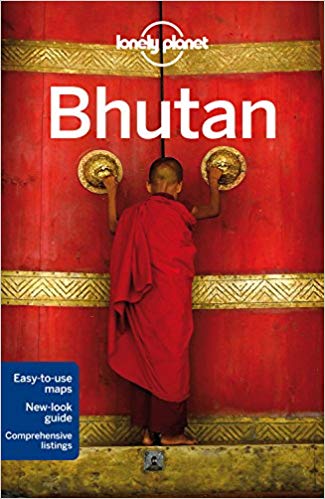 lonely planet
Bhutan
Easy-to-use
maps
New-look
guide
Comprehensive
listings